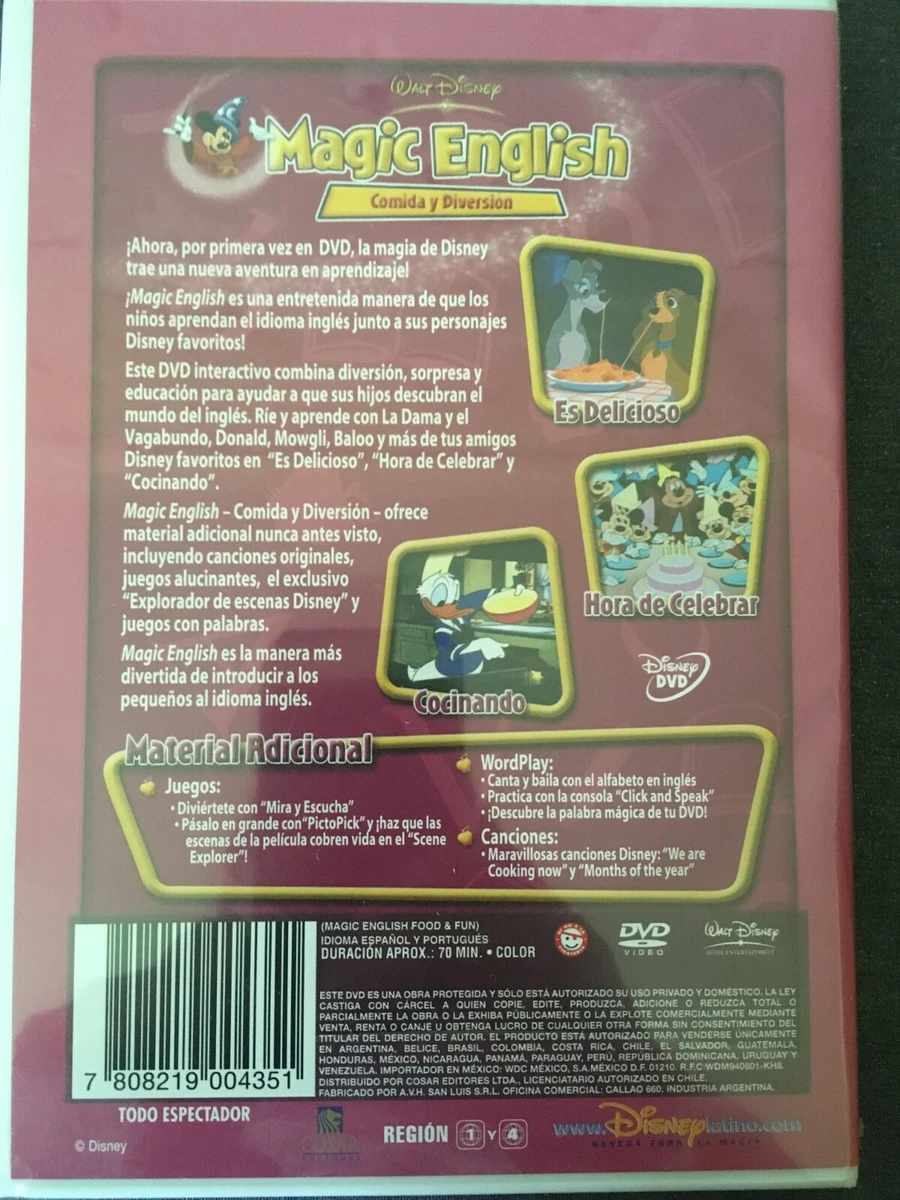 WALT DISNEY
Magic English
Comida y Diversión
¡Ahora, por primera vez en DVD, la magia de Disney
trae una nueva aventura en aprendizaje!
¡Magic English es una entretenida manera de que los
niños aprendan el idioma inglés junto a sus personajes
Disney favoritos!
Este DVD interactivo combina diversión, sorpresa y
educación para ayudar a que sus hijos descubran el
mundo del inglés. Ríe y aprende con La Dama y el
Vagabundo, Donald, Mowgli, Baloo y más de tus amigos
Disney favoritos en "Es Delicioso", "Hora de Celebrar" y
"Cocinando".
Magic English – Comida y Diversión – ofrece
material adicional nunca antes visto,
incluyendo canciones originales,
juegos alucinantes, el exclusivo
"Explorador de escenas Disney" y
juegos con palabras.
Magic English es la manera más
divertida de introducir a los
pequeños al idioma inglés.
Es Delicioso
Hora de Celebrar
Cocinando
DISNEY
DVD
Material Adicional
Juegos:
• Diviértete con "Mira y Escucha"
• Pásalo en grande con"PictoPick" y ¡haz que las
escenas de la película cobren vida en el "Scene
Explorer"!
WordPlay:
• Canta y baila con el alfabeto en inglés
• Practica con la consola "Click and Speak"
• ¡Descubre la palabra mágica de tu DVD!
Canciones:
• Maravillosas canciones Disney: "We are
Cooking now" y "Months of the year"
(MAGIC ENGLISH FOOD & FUN)
IDIOMA ESPAÑOL Y PORTUGUÉS
DURACIÓN APROX.: 70 MIN. • COLOR
DVD
VIDEO
WALT DISNEY
HOME ENTERTAINMENT
ESTE DVD ES UNA OBRA PROTEGIDA Y SÓLO ESTÁ AUTORIZADO SU USO PRIVADO Y DOMÉSTICO. LA LEY
CASTIGA CON CÁRCEL A QUIEN COPIE, EDITE, PRODUZCA, ADICIONE O REDUZCA TOTAL O
PARCIALMENTE LA OBRA O LA EXHIBA PÚBLICAMENTE O LA EXPLOTE COMERCIALMENTE MEDIANTE
VENTA, RENTA O CANJE U OBTENGA LUCRO DE CUALQUIER OTRA FORMA SIN CONSENTIMIENTO DEL
TITULAR DEL DERECHO DE AUTOR. EL PRODUCTO ESTÁ AUTORIZADO PARA VENDERSE ÚNICAMENTE
EN ARGENTINA, BELICE, BRASIL, COLOMBIA, COSTA RICA, CHILE, EL SALVADOR, GUATEMALA,
HONDURAS, MÉXICO, NICARAGUA, PANAMÁ, PARAGUAY, PERÚ, REPÚBLICA DOMINICANA, URUGUAY Y
VENEZUELA. IMPORTADOR EN MÉXICO: WDC MÉXICO, S.A. MÉXICO D.F. 01210. R.F.C:WDM940601-KH8.
DISTRIBUIDO POR COSAR EDITORES LTDA., LICENCIATARIO AUTORIZADO EN CHILE.
FABRICADO POR A.V.H. SAN LUIS S.R.L. OFICINA COMERCIAL: CALLAO 660. INDUSTRIA ARGENTINA.
7 808219 004351
TODO ESPECTADOR
© Disney
REGIÓN 1 Y 4
www.Disneylatino.com
NAVEGA PARA LA MAGIA